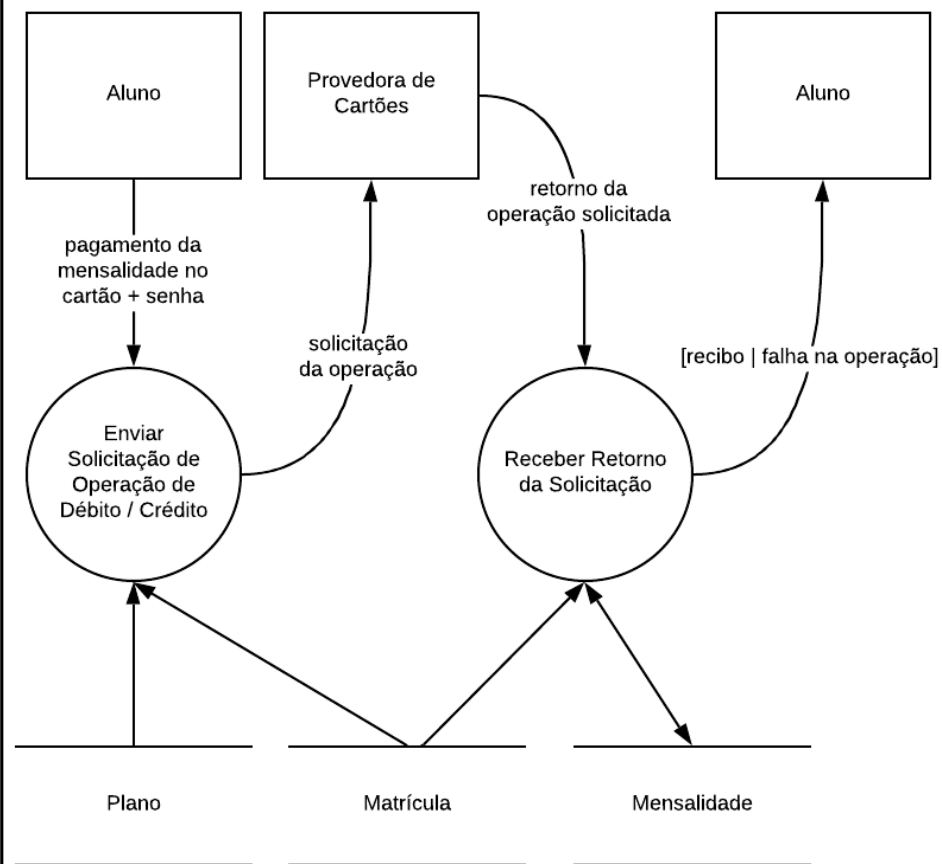 Aluno
Provedora de
Cartões
Aluno
pagamento da
mensalidade no
cartão + senha
retorno da
operação solicitada
solicitação
da operação
[recibo | falha na operação]
Enviar
Solicitação de
Operação de
Débito / Crédito
Receber Retorno
da Solicitação
Plano
Matrícula
Mensalidade